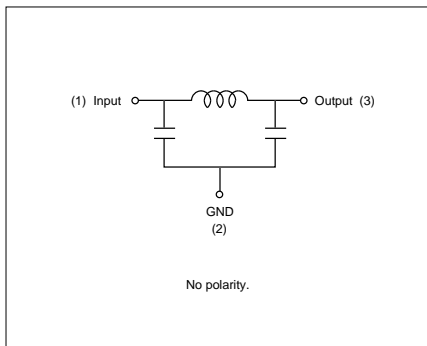 (1) Input
Output (3)
GND
(2)
No polarity.